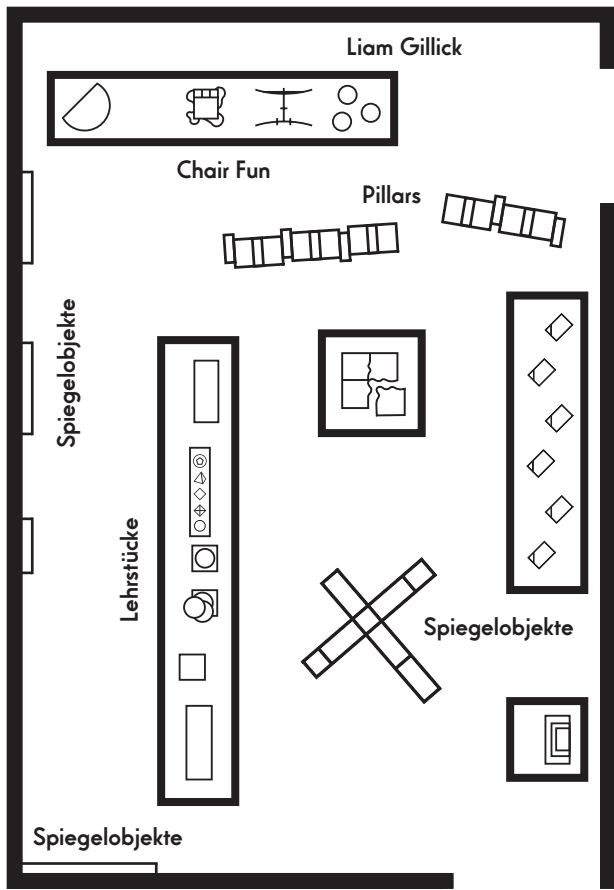 Liam Gillick
Chair Fun
Pillars
Spiegelobjekte
Lehrstücke
Spiegelobjekte
Spiegelobjekte